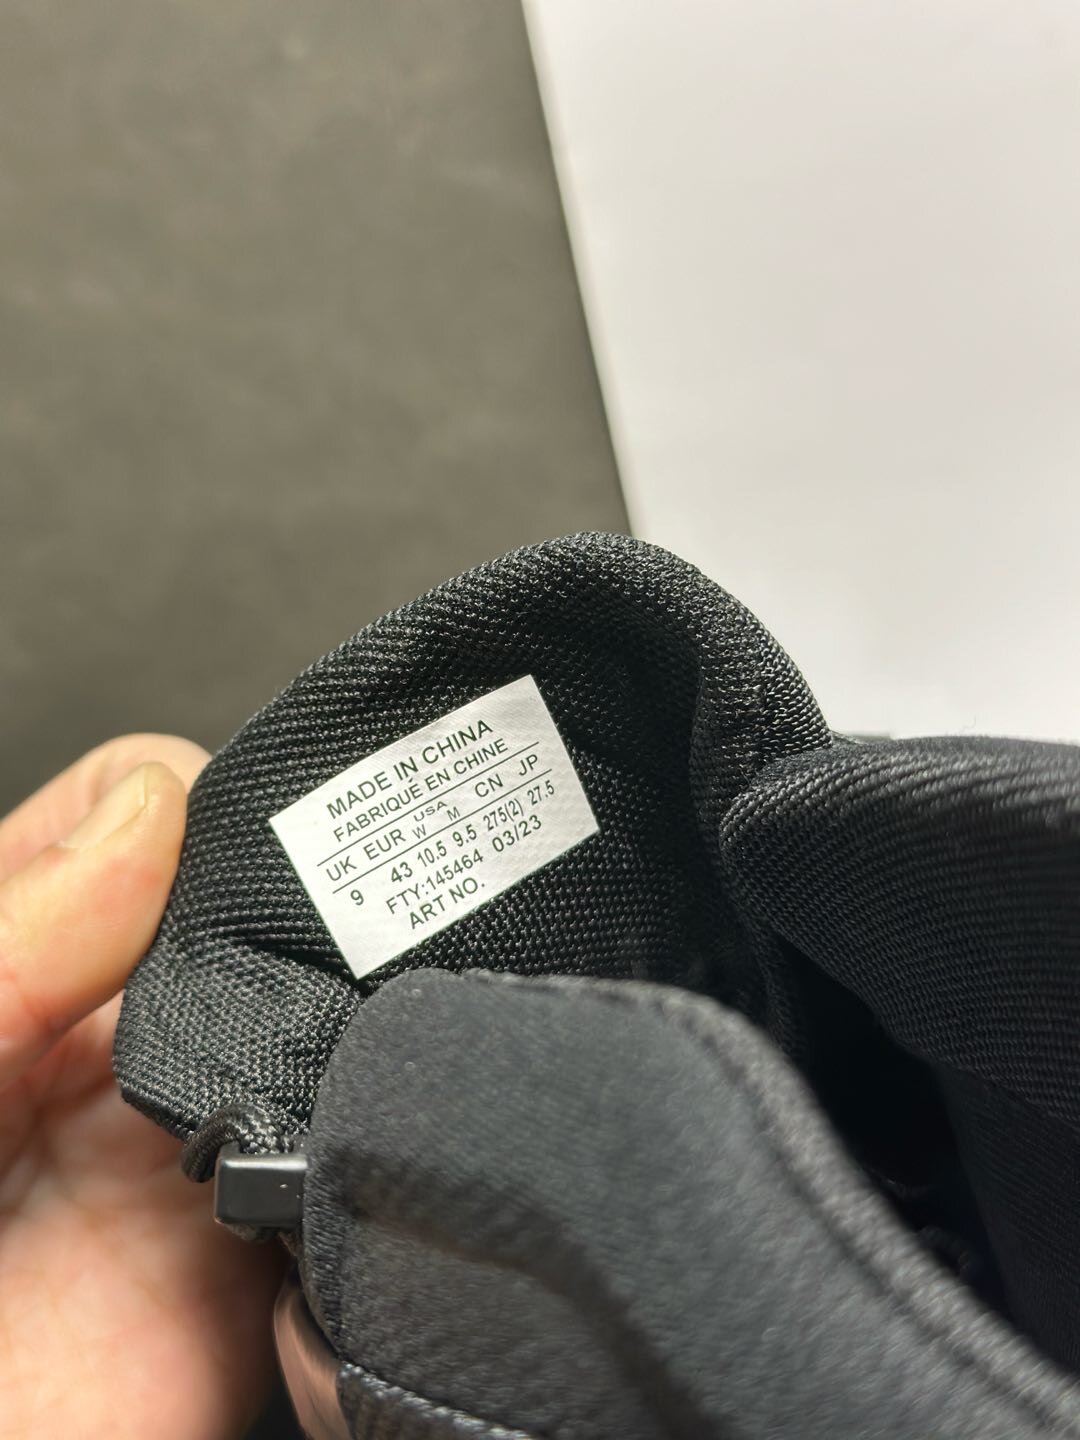 MADE IN CHINA
FABRIQUÉ EN CHINE
UK EUR USA W M CN JP
9 43 10.5 9.5 275(2) 27.5
FTY:145464 03/23
ART NO.